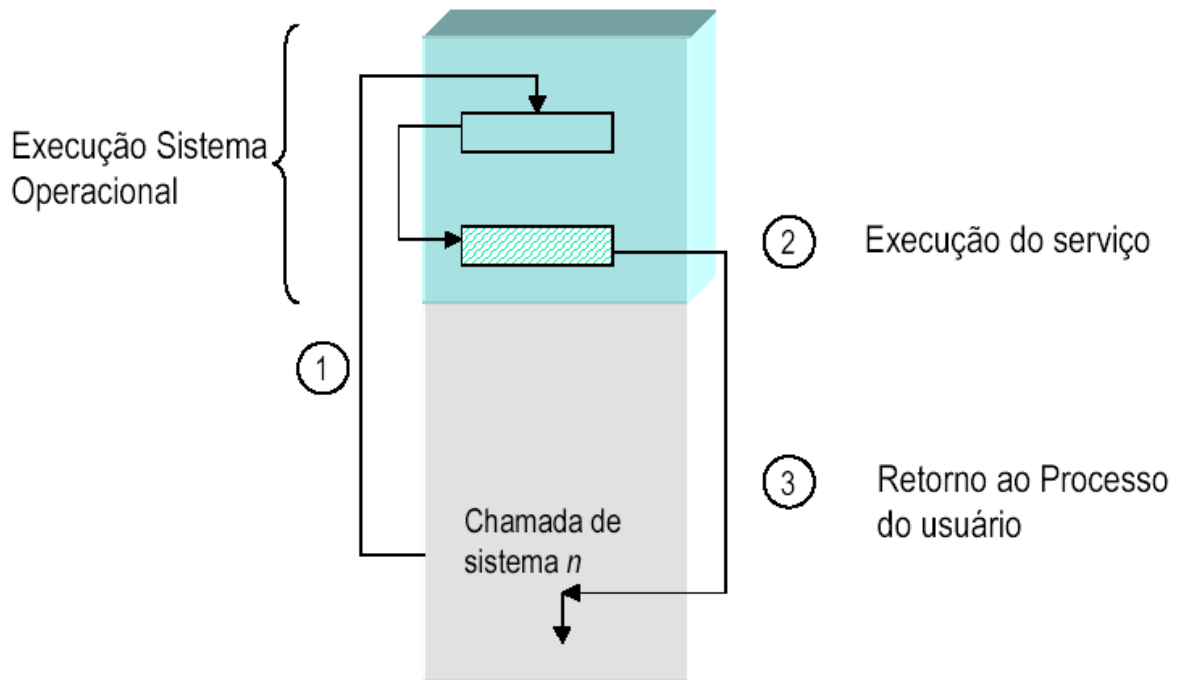 Execução Sistema
Operacional
2
Execução do serviço
1
3
Retorno ao Processo
do usuário
Chamada de
sistema n